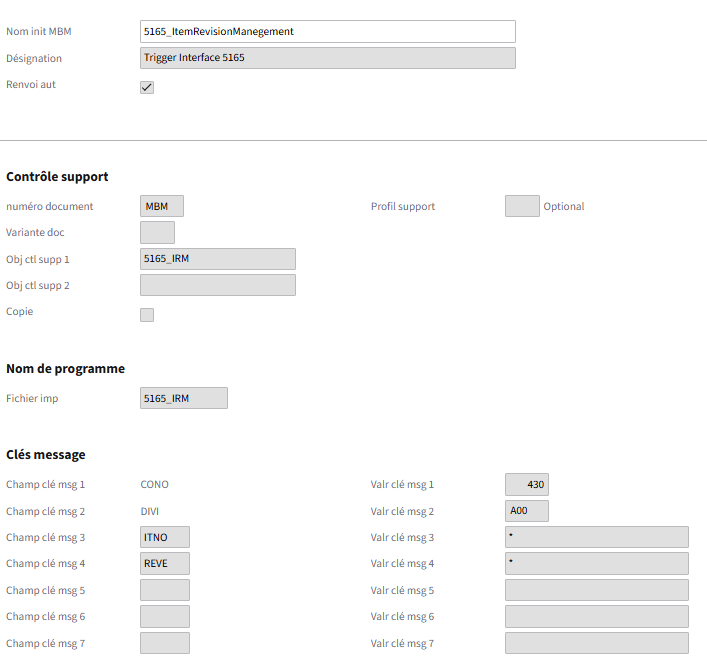 Nom init MBM 5165_ItemRevisionManegement
Désignation Trigger Interface 5165
Renvoi aut
Contrôle support
numéro document MBM Profil support Optional
Variante doc
Obj ctl supp 1 5165_IRM
Obj ctl supp 2
Copie
Nom de programme
Fichier imp 5165_IRM
Clés message
Champ clé msg 1 CONO Valr clé msg 1 430
Champ clé msg 2 DIVI Valr clé msg 2 A00
Champ clé msg 3 ITNO Valr clé msg 3 *
Champ clé msg 4 REVE Valr clé msg 4 *
Champ clé msg 5 Valr clé msg 5
Champ clé msg 6 Valr clé msg 6
Champ clé msg 7 Valr clé msg 7